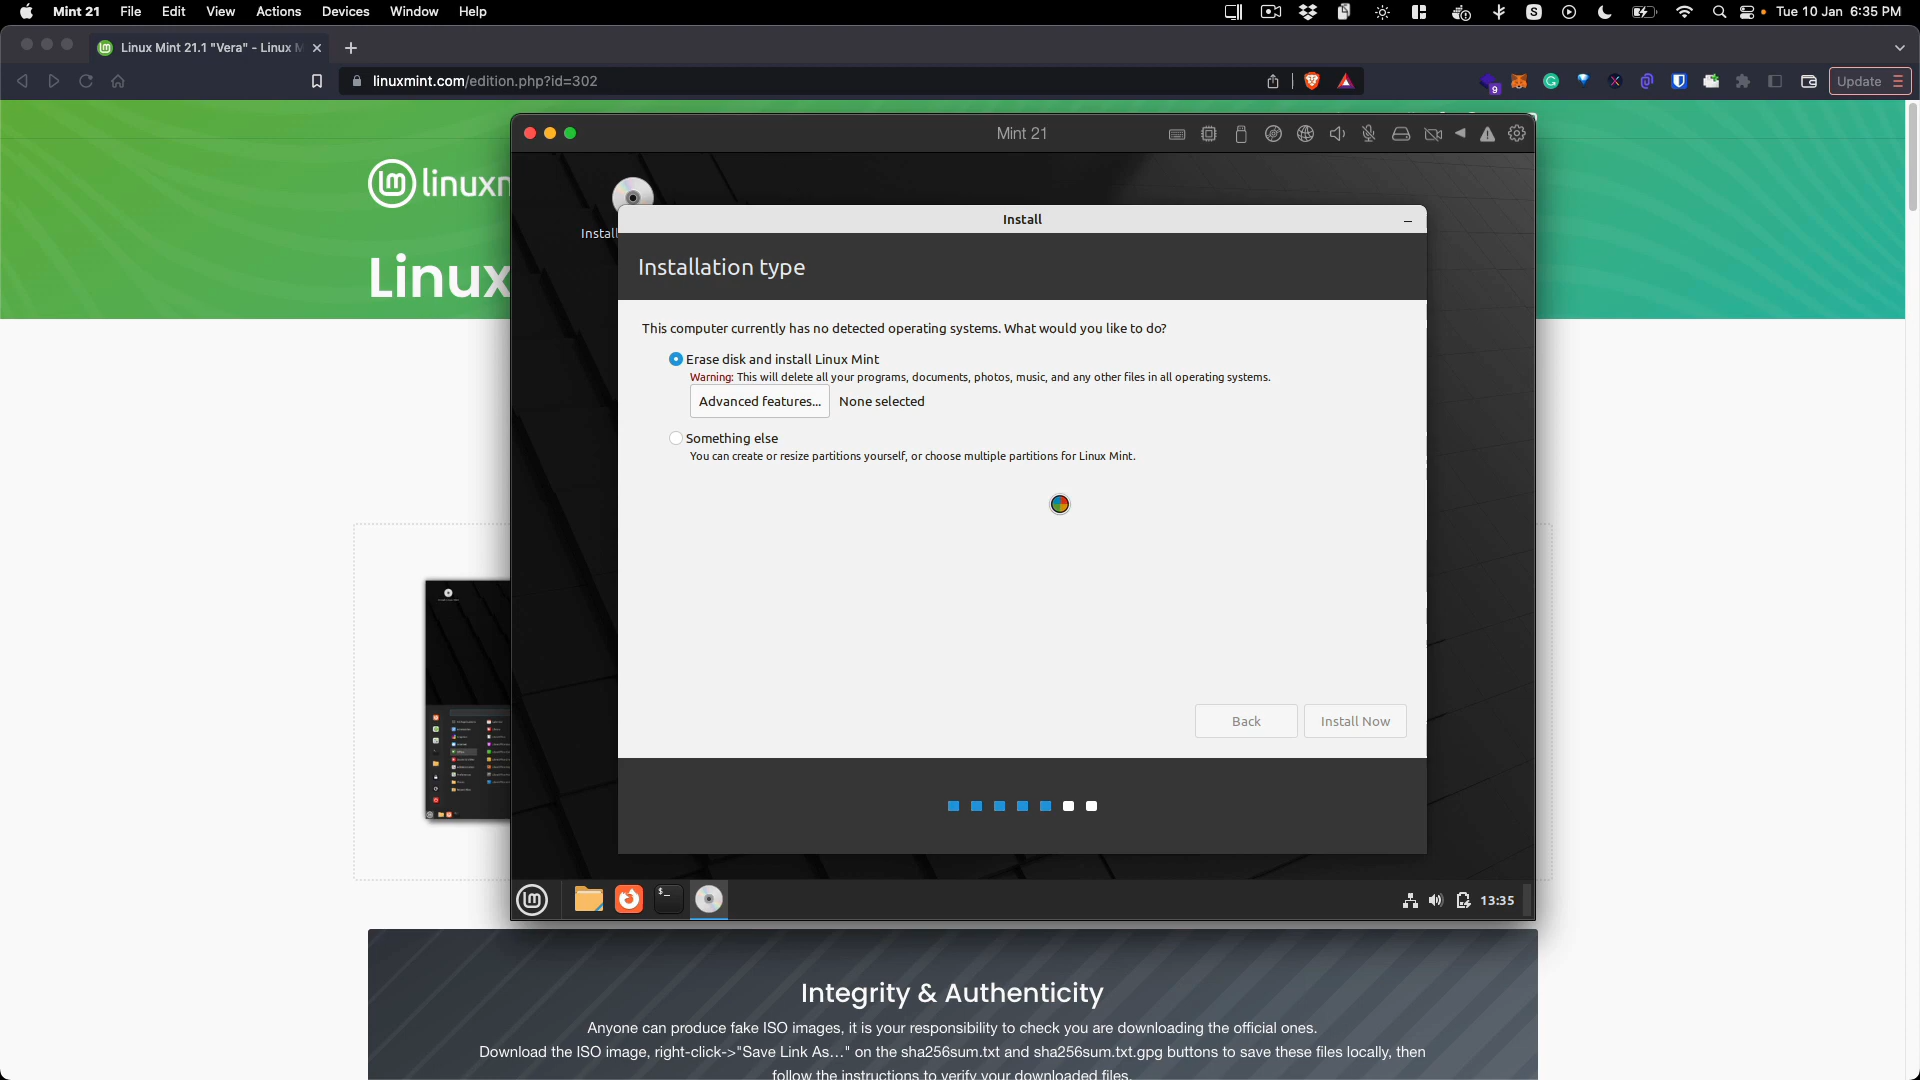 Mint 21 File Edit View Actions Devices Window Help S Tue 10 Jan 6:35 PM
Linux Mint 21.1 "Vera" - Linux M
linuxmint.com/edition.php?id=302
9
Update
Mint 21
linuxm
Install
Install
Linux
Installation type
This computer currently has no detected operating systems. What would you like to do?
Erase disk and install Linux Mint
Warning: This will delete all your programs, documents, photos, music, and any other files in all operating systems.
Advanced features... None selected
Something else
You can create or resize partitions yourself, or choose multiple partitions for Linux Mint.
Back Install Now
13:35
Integrity & Authenticity
Anyone can produce fake ISO images, it is your responsibility to check you are downloading the official ones.
Download the ISO image, right-click->"Save Link As..." on the sha256sum.txt and sha256sum.txt.gpg buttons to save these files locally, then
follow the instructions to verify your downloaded files.